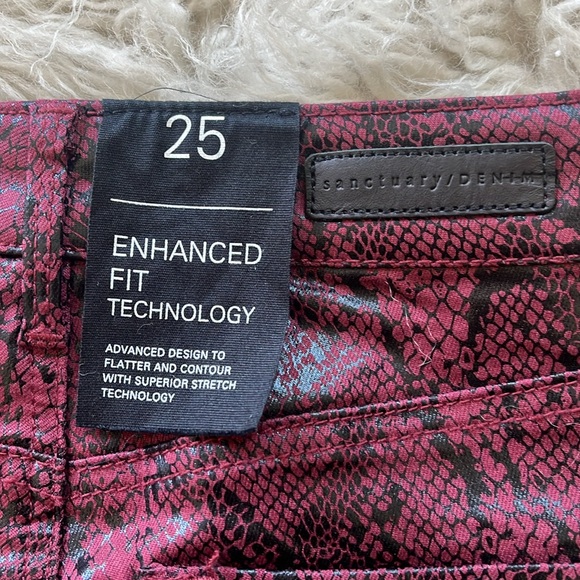 25
ENHANCED
FIT
TECHNOLOGY
ADVANCED DESIGN TO
FLATTER AND CONTOUR
WITH SUPERIOR STRETCH
TECHNOLOGY
sanctuary/DENIM